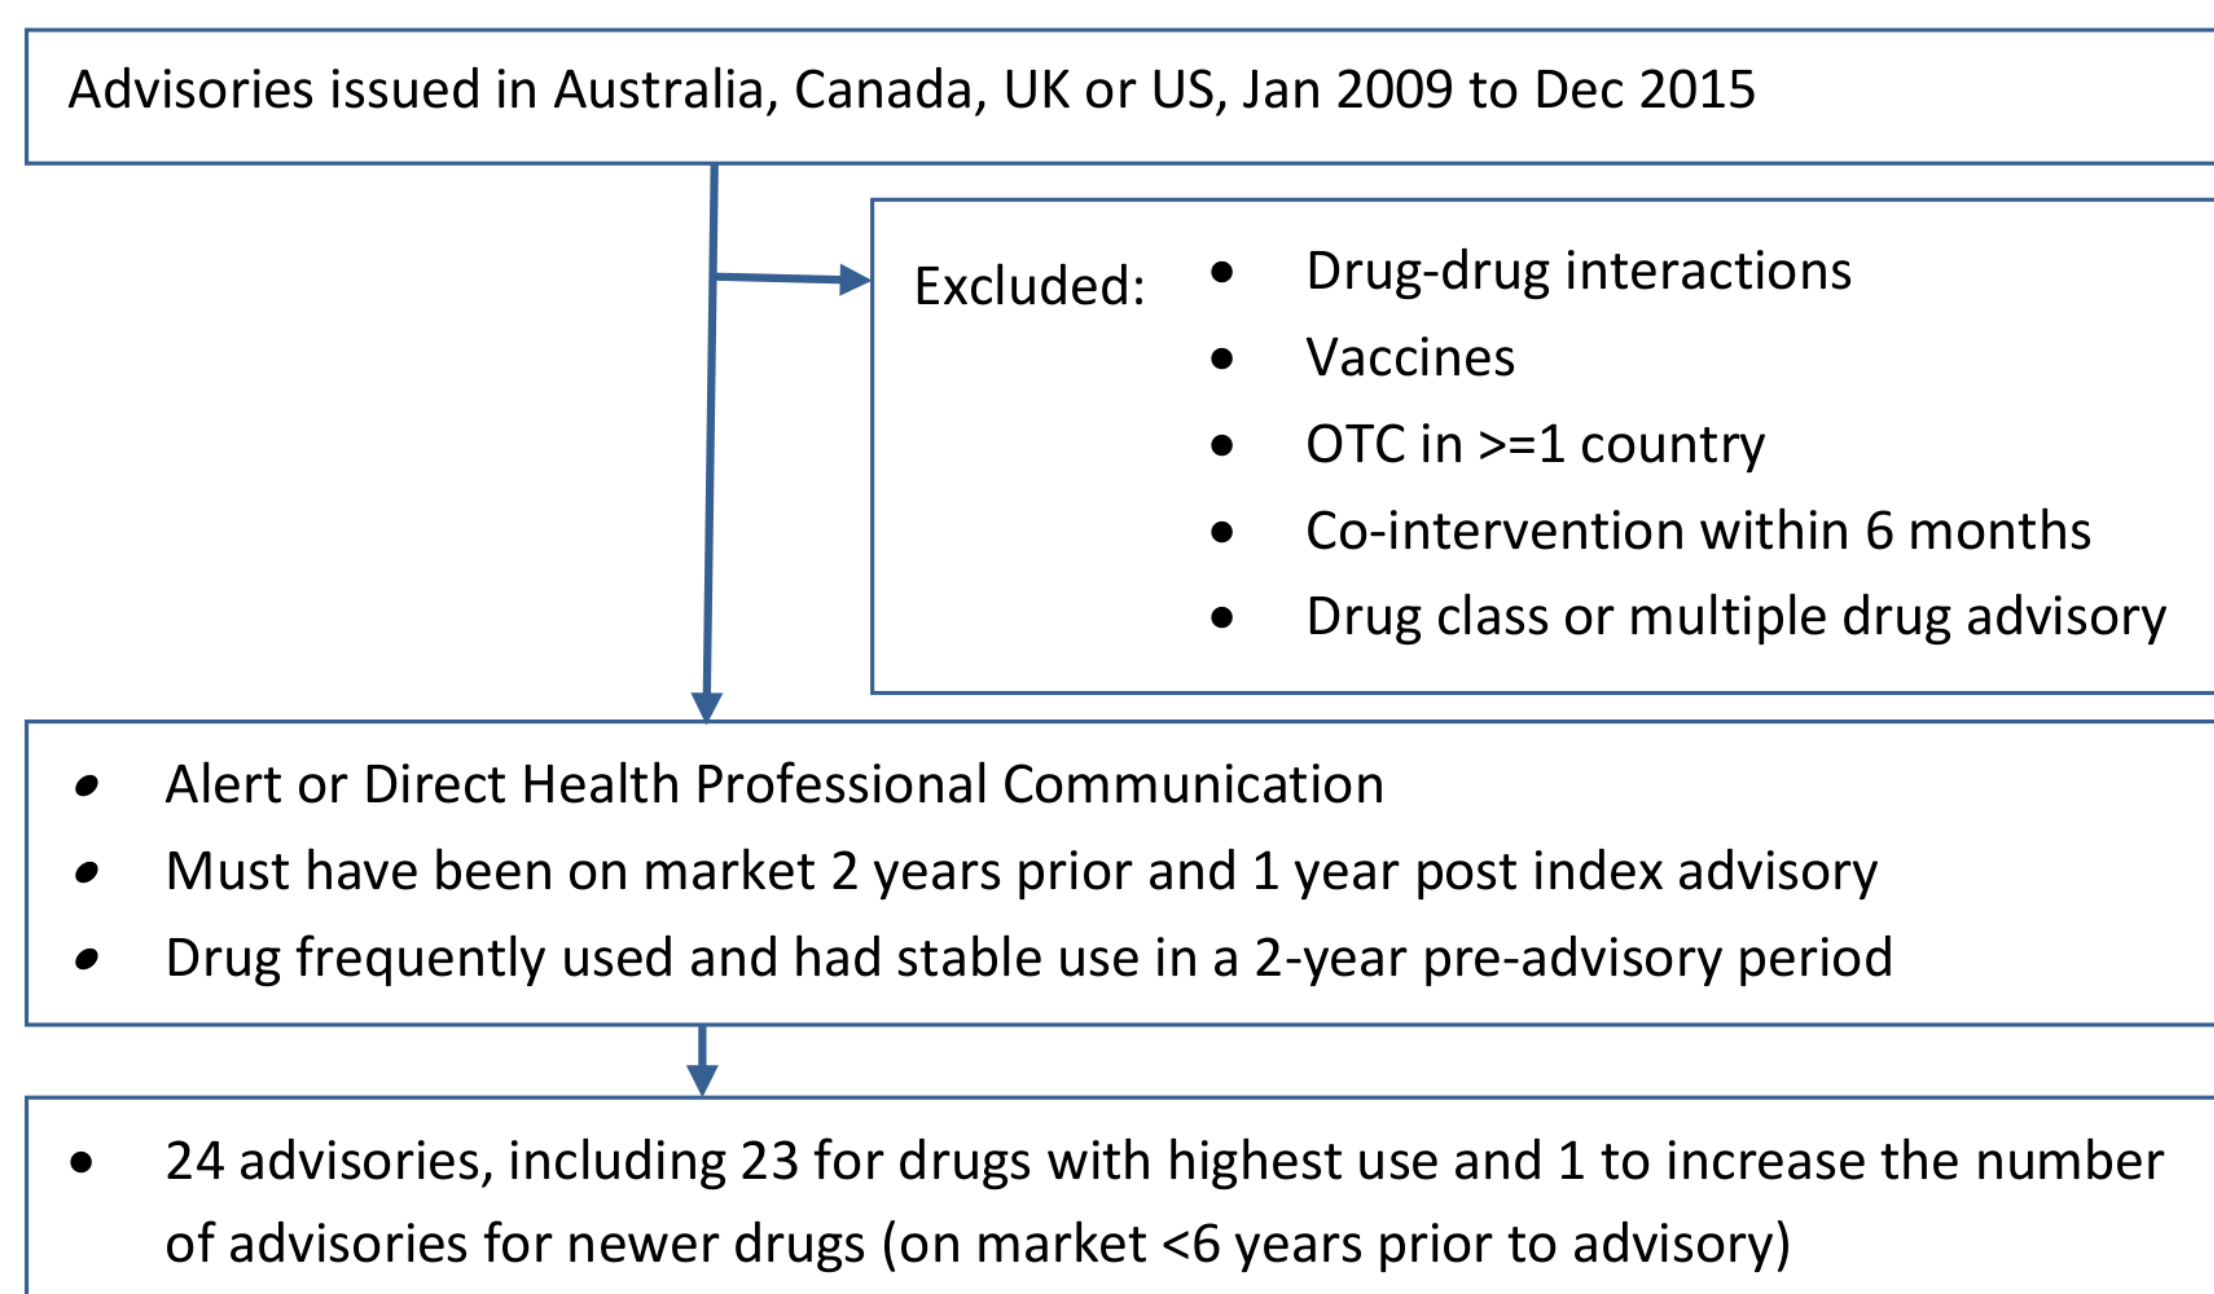 Advisories issued in Australia, Canada, UK or US, Jan 2009 to Dec 2015
Excluded:
• Drug-drug interactions
• Vaccines
• OTC in >=1 country
• Co-intervention within 6 months
• Drug class or multiple drug advisory
• Alert or Direct Health Professional Communication
• Must have been on market 2 years prior and 1 year post index advisory
• Drug frequently used and had stable use in a 2-year pre-advisory period
• 24 advisories, including 23 for drugs with highest use and 1 to increase the number
of advisories for newer drugs (on market <6 years prior to advisory)